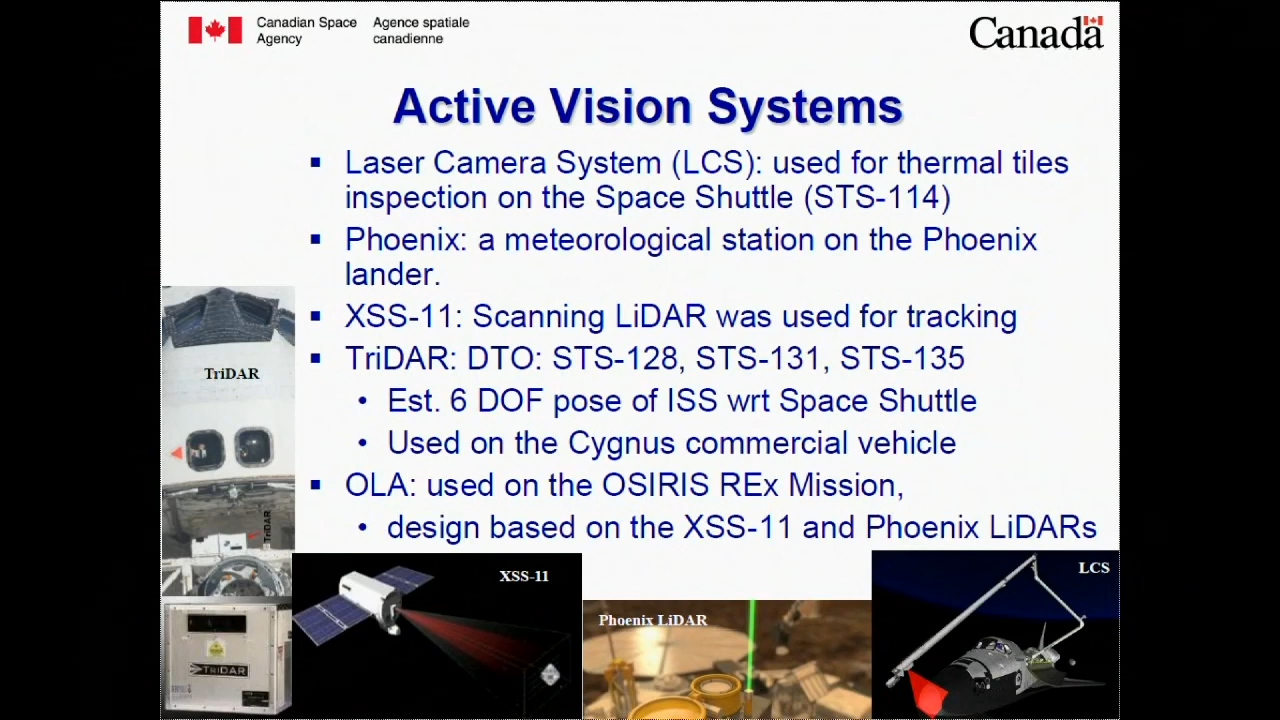 Canadian Space Agency
Agence spatiale canadienne
Canada
Active Vision Systems
▪ Laser Camera System (LCS): used for thermal tiles
inspection on the Space Shuttle (STS-114)
▪ Phoenix: a meteorological station on the Phoenix
lander.
▪ XSS-11: Scanning LiDAR was used for tracking
▪ TriDAR: DTO: STS-128, STS-131, STS-135
• Est. 6 DOF pose of ISS wrt Space Shuttle
• Used on the Cygnus commercial vehicle
▪ OLA: used on the OSIRIS REx Mission,
• design based on the XSS-11 and Phoenix LiDARs
TriDAR
TriDAR
TriDAR
XSS-11
Phoenix LiDAR
LCS